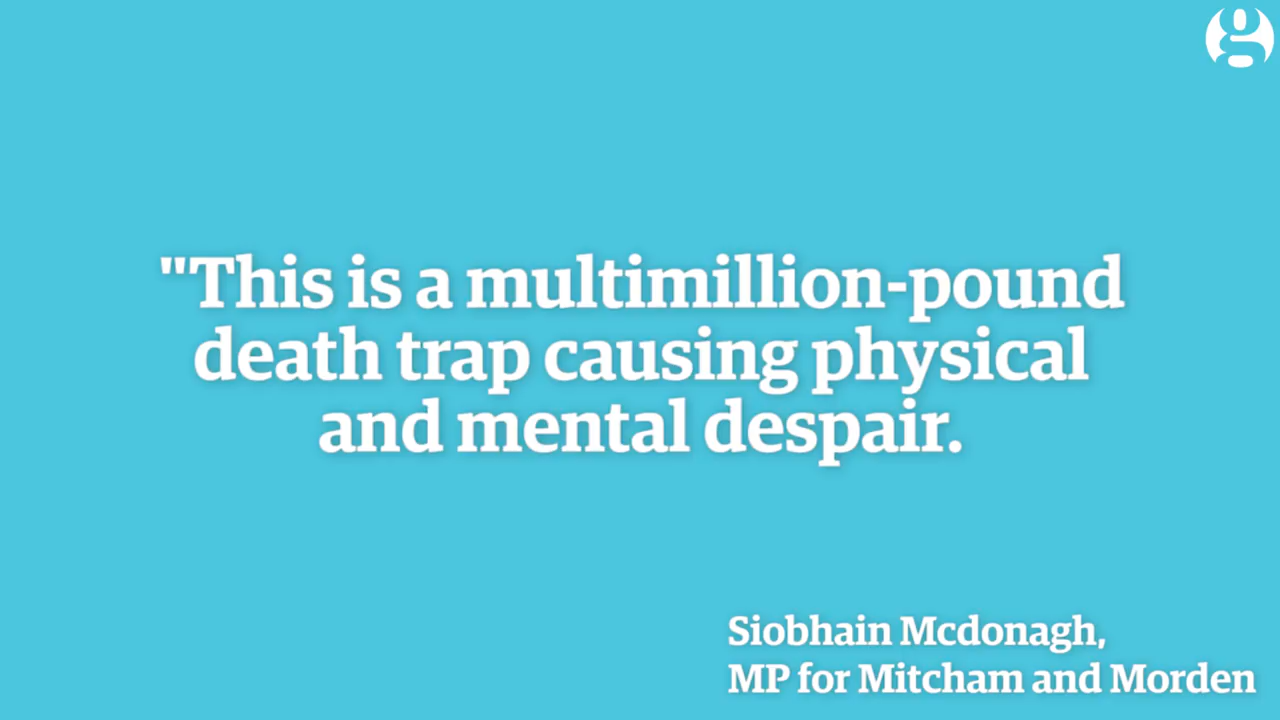 "This is a multimillion-pound
death trap causing physical
and mental despair.
Siobhain Mcdonagh,
MP for Mitcham and Morden